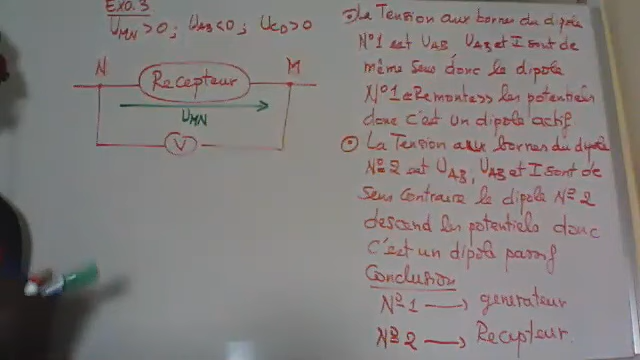 Exo.3
UMN>0; UAB<0; UCD>0
N
M
Recepteur
UMN
V
La Tension aux bornes du dipole
N°1 est UAB, UAB et I sont de
même sens donc le dipole
N°1 Remontess les potentiels
donc c'est un dipole actif
La Tension aux bornes du dipole
N°2 est UAB, UAB et I sont de
sens contraire le dipole N°2
descend les potentiels donc
c'est un dipole passif
Conclusion
N°1 → generateur
N°2 → Recepteur.